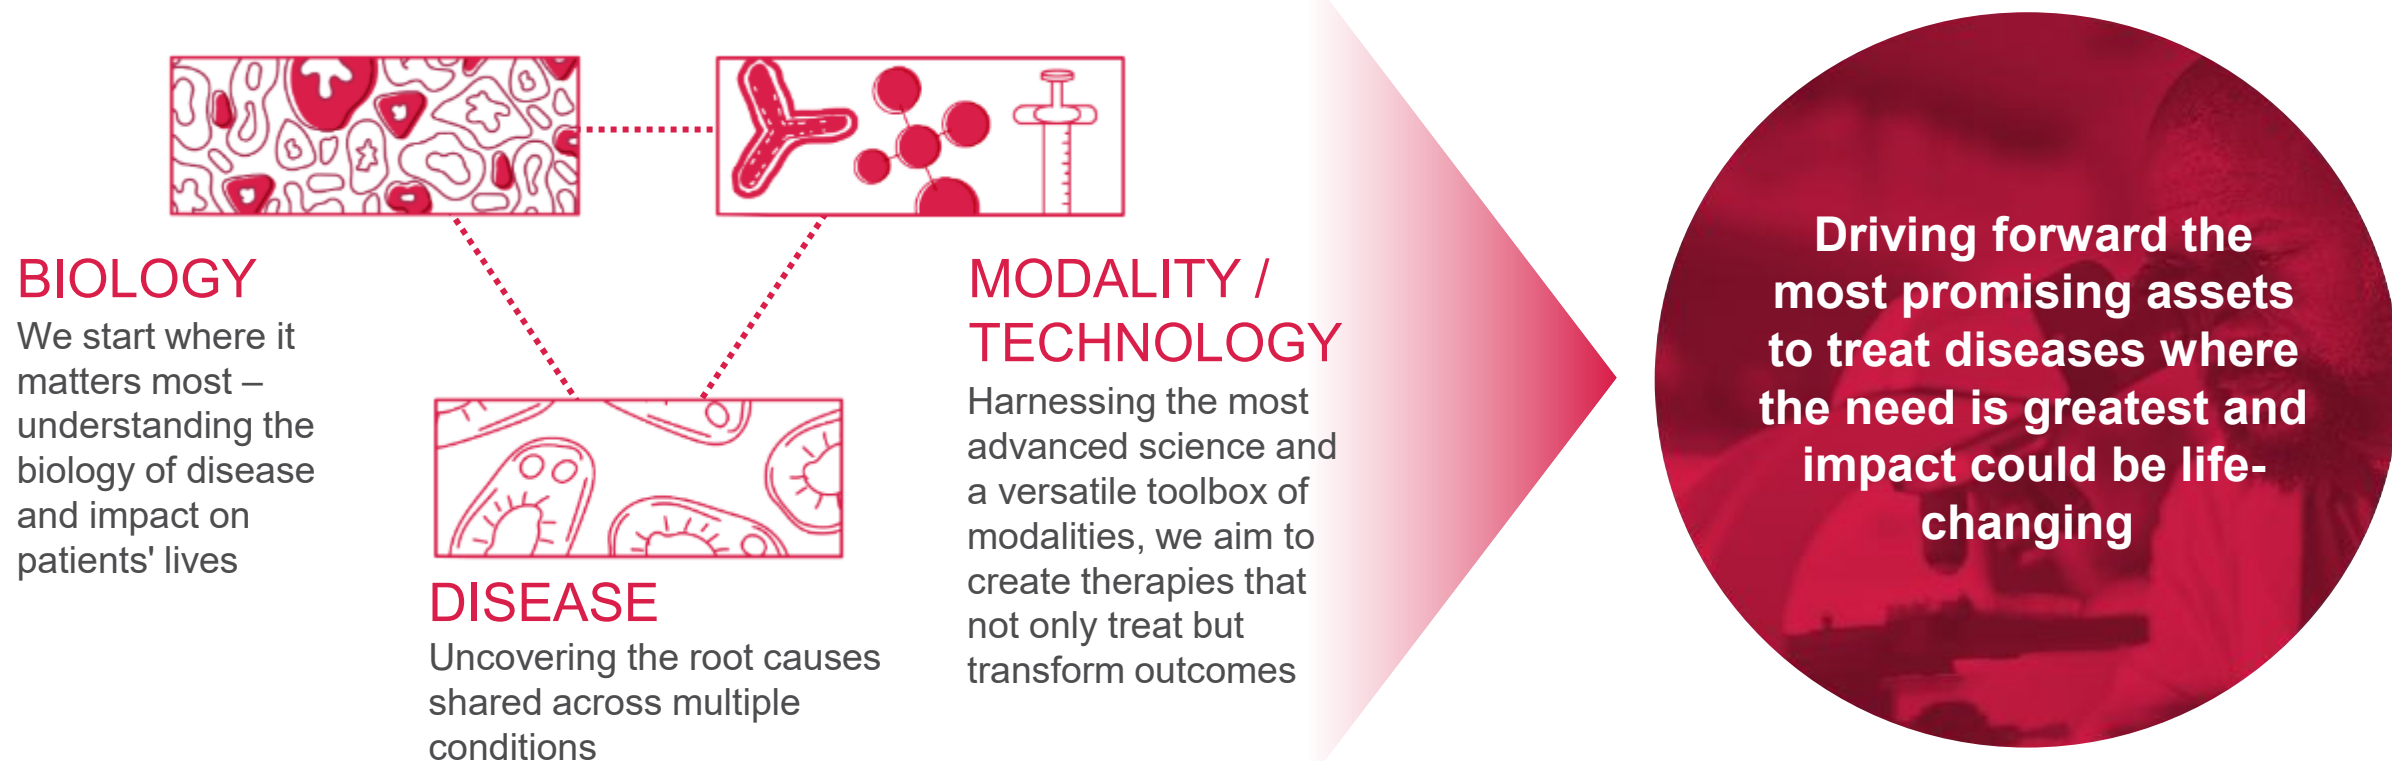 BIOLOGY
We start where it
matters most –
understanding the
biology of disease
and impact on
patients' lives
DISEASE
Uncovering the root causes
shared across multiple
conditions
MODALITY /
TECHNOLOGY
Harnessing the most
advanced science and
a versatile toolbox of
modalities, we aim to
create therapies that
not only treat but
transform outcomes
Driving forward the
most promising assets
to treat diseases where
the need is greatest and
impact could be life-
changing